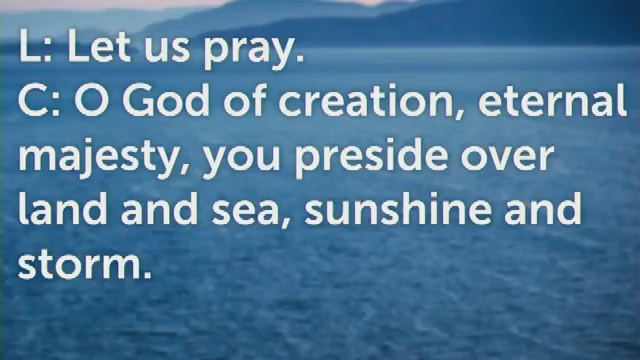 L: Let us pray.
C: O God of creation, eternal
majesty, you preside over
land and sea, sunshine and
storm.